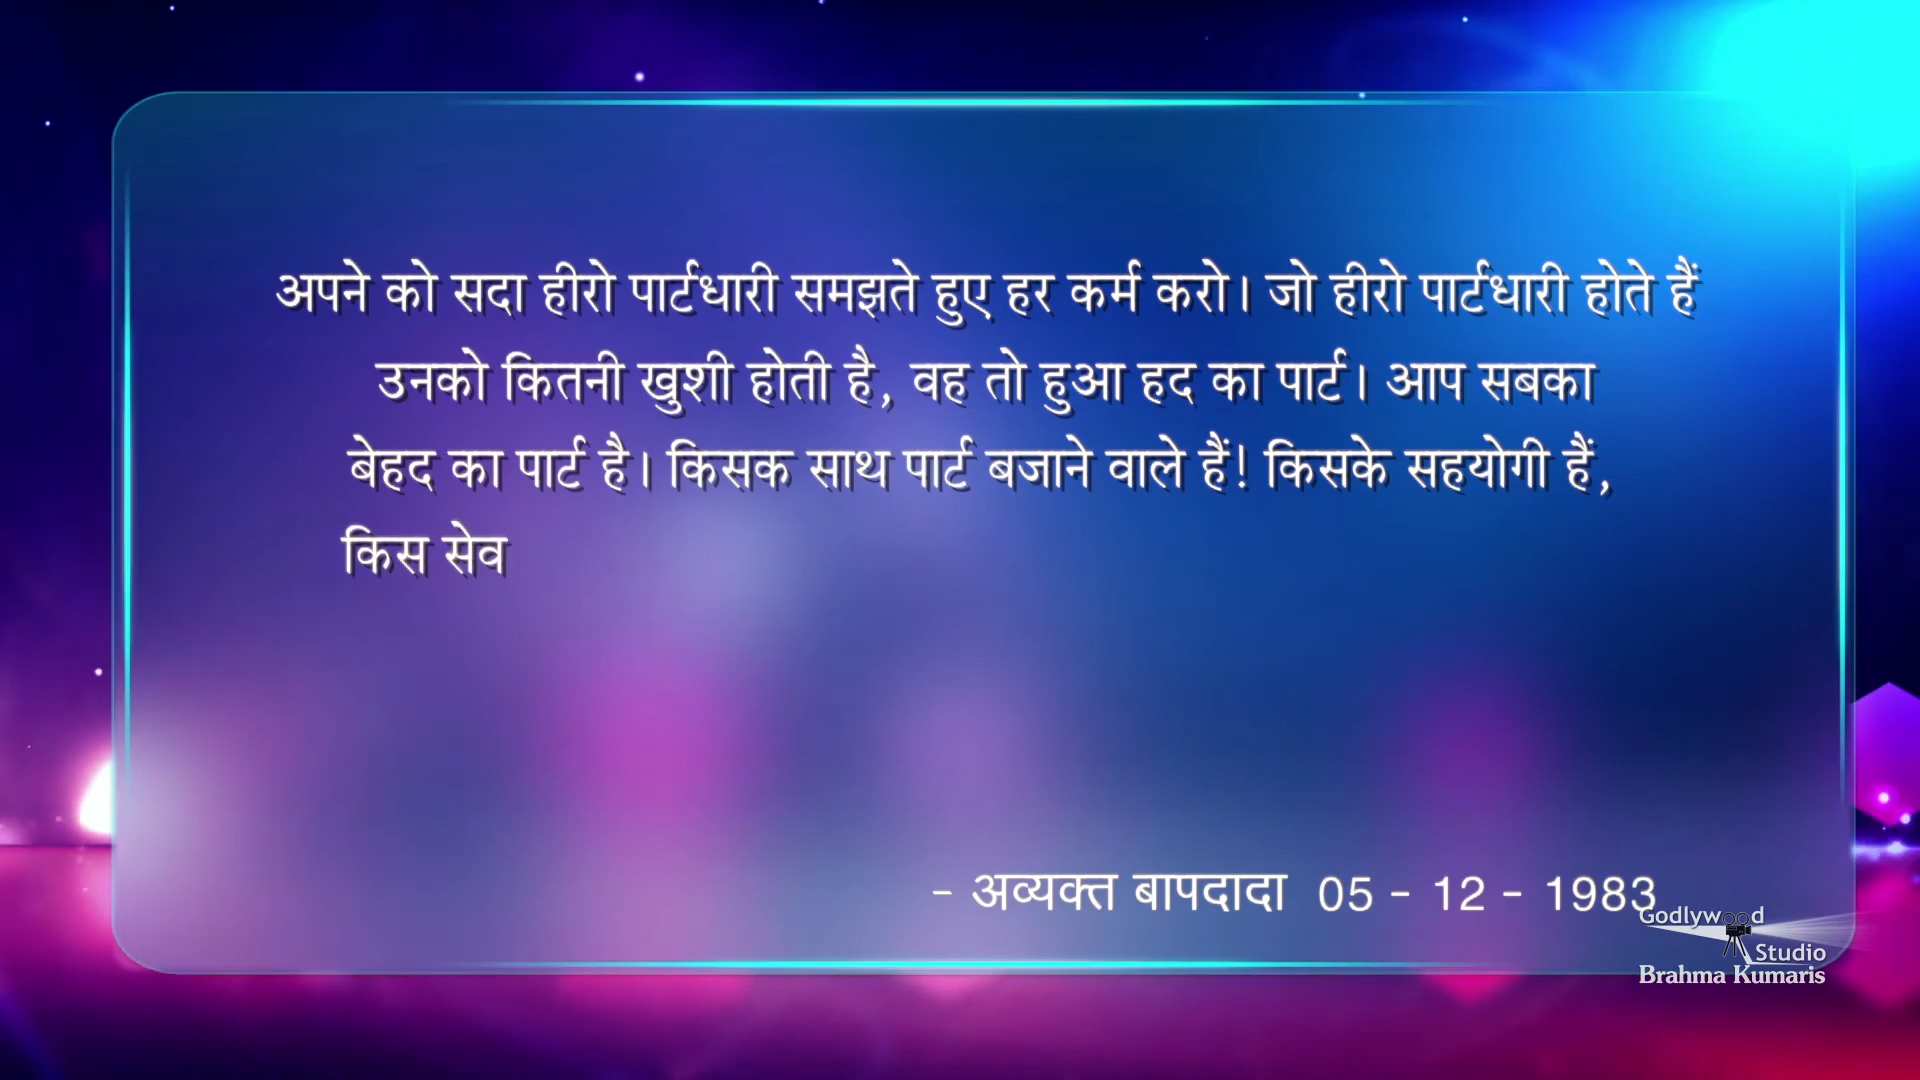 अपने को सदा हीरो पार्टधारी समझते हुए हर कर्म करो। जो हीरो पार्टधारी होते हैं
उनको कितनी खुशी होती है, वह तो हुआ हद का पार्ट। आप सबका
बेहद का पार्ट है। किसक साथ पार्ट बजाने वाले हैं! किसके सहयोगी हैं,
किस सेव
- अव्यक्त बापदादा 05 - 12 - 1983
Godlywood
Studio
Brahma Kumaris